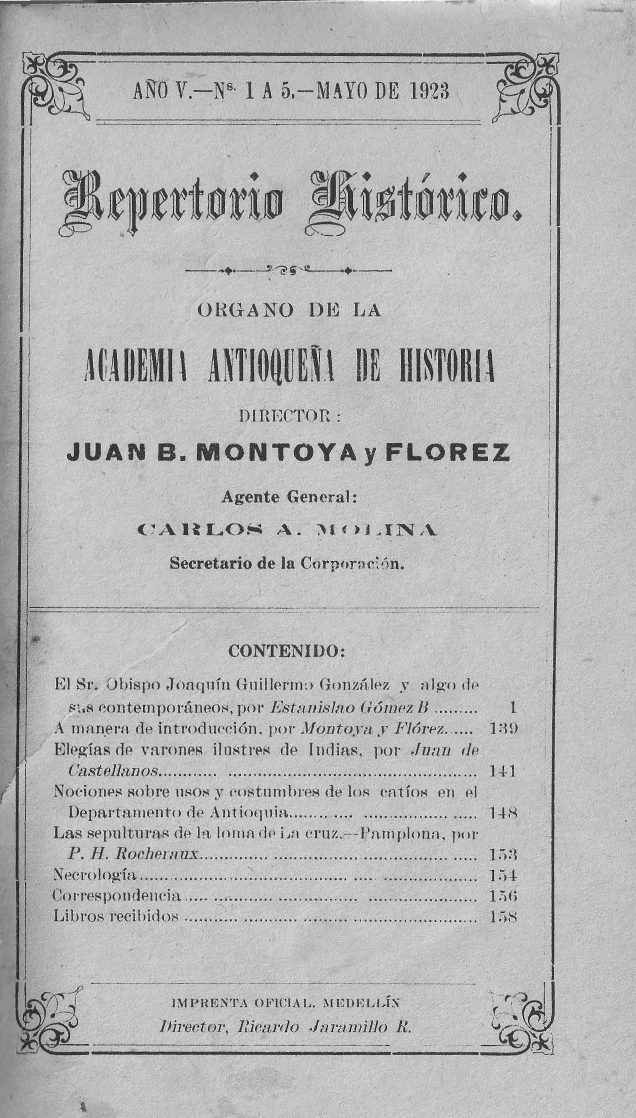 AÑO V.—Nˢ· 1 A 5.—MAYO DE 1923
Repertorio Histórico.
ORGANO DE LA
ACADEMIA ANTIOQUEÑA DE HISTORIA
DIRECTOR:
JUAN B. MONTOYA y FLOREZ
Agente General:
CARLOS A. MOLINA
Secretario de la Corporación.
CONTENIDO:
El Sr. Obispo Joaquín Guillermo González y algo de
sus contemporáneos, por Estanislao Gómez B ......... 1
A manera de introducción, por Montoya y Flórez...... 139
Elegías de varones ilustres de Indias, por Juan de
Castellanos............ ................................................... 141
Nociones sobre usos y costumbres de los catíos en el
Departamento de Antioquia......... .... .................. ...... 148
Las sepulturas de la loma de La cruz.—Pamplona, por
P. H. Rocheraux............. .......... .................. ...... ...... 153
Necrología.............................................. .... .................. 154
Correspondencia ..... ........... .................. ........................ 156
Libros recibidos ........... ............ ......... ........................... 158
IMPRENTA OFICIAL. MEDELLÍN
Director, Ricardo Jaramillo R.